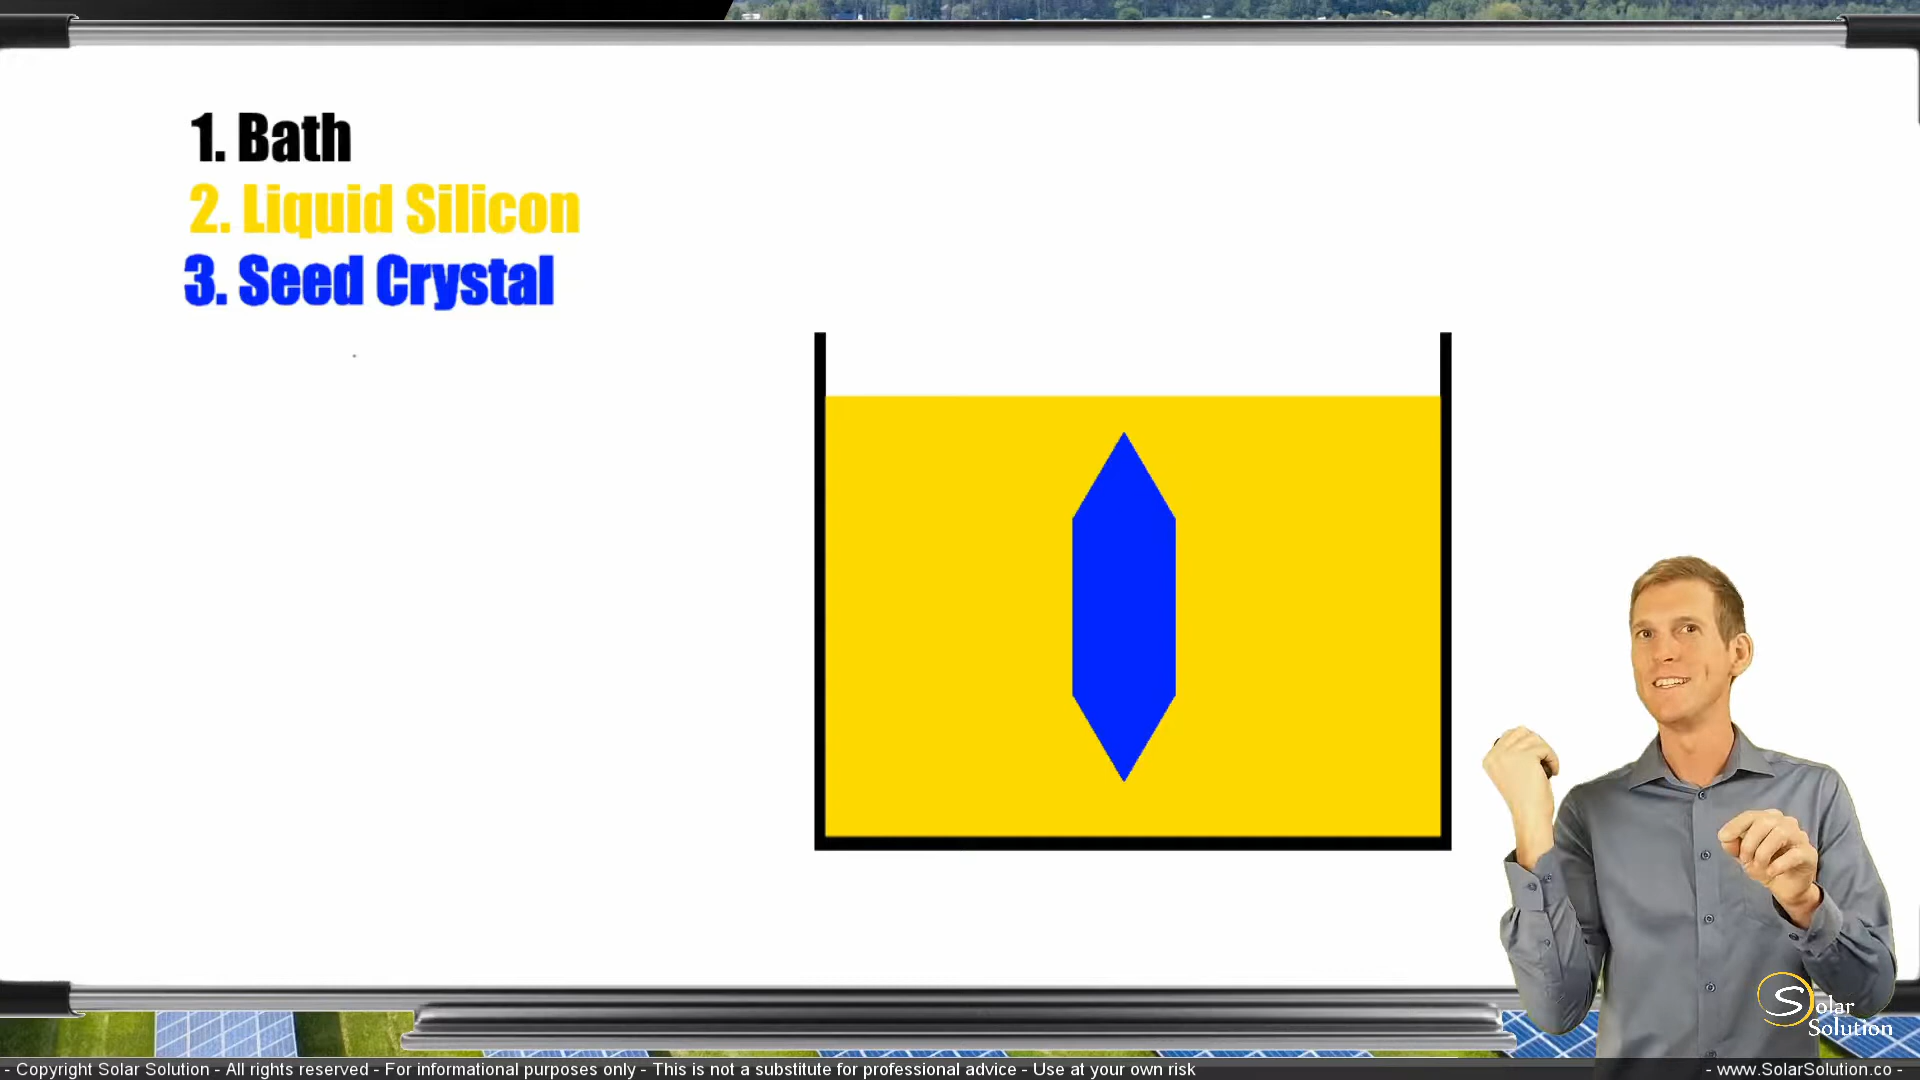 1. Bath
2. Liquid Silicon
3. Seed Crystal
Solar
Solution
- Copyright Solar Solution - All rights reserved - For informational purposes only - This is not a substitute for professional advice - Use at your own risk
- www.SolarSolution.co -